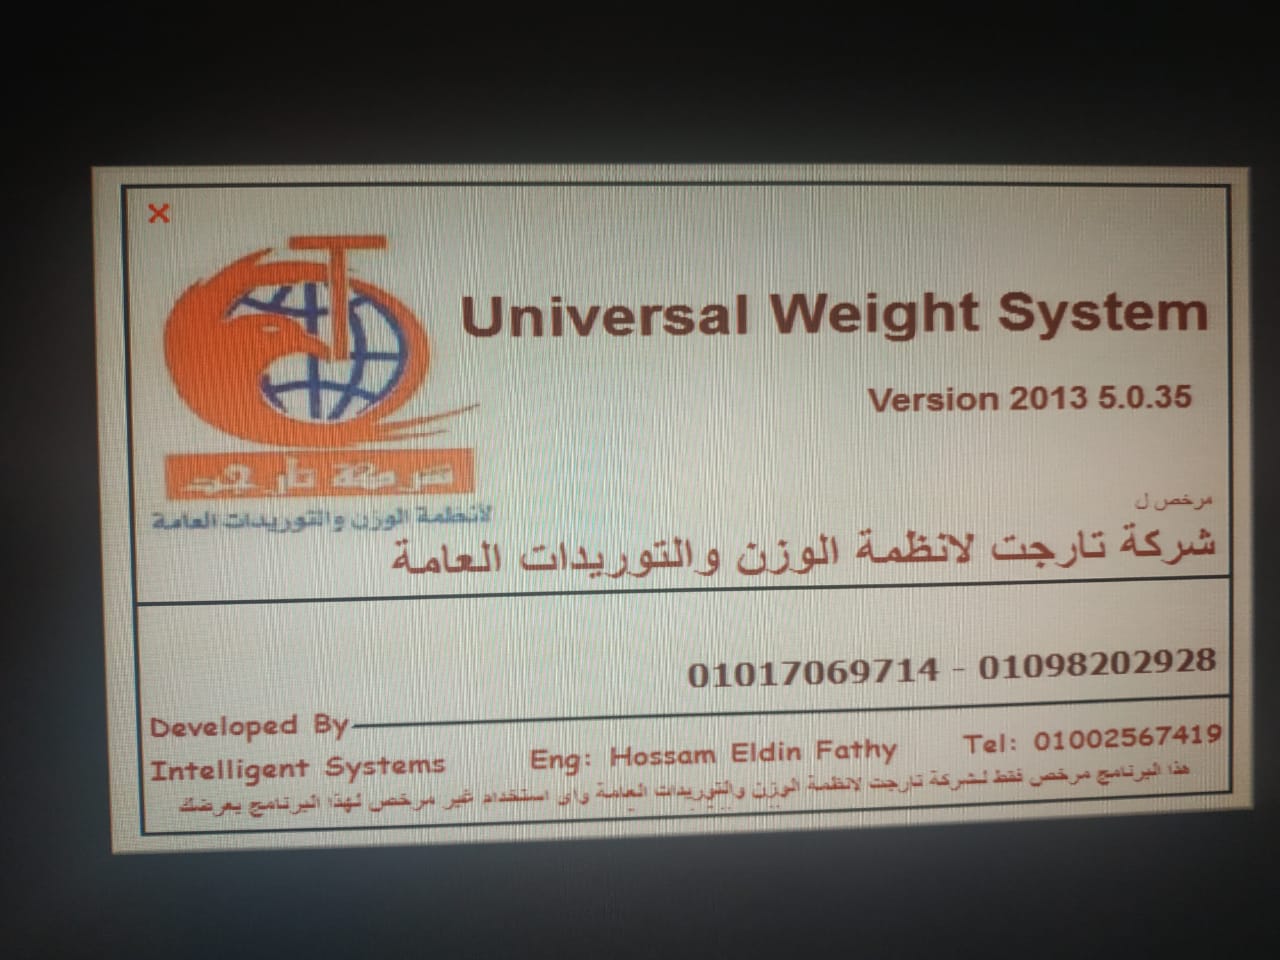 Universal Weight System
Version 2013 5.0.35
شركة تارجت
لانظمة الوزن والتوريدات العامة
مرخص ل
شركة تارجت لانظمة الوزن والتوريدات العامة
01017069714 - 01098202928
Developed By
Intelligent Systems Eng: Hossam Eldin Fathy Tel: 01002567419
هذا البرنامج مرخص فقط لشركة تارجت لانظمة الوزن والتوريدات العامة واى استخدام غير مرخص لهذا البرنامج يعرضك